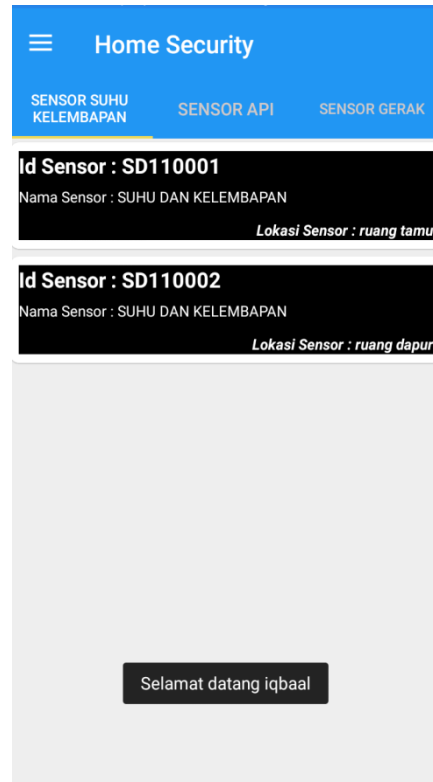 Home Security
SENSOR SUHU
KELEMBAPAN
SENSOR API
SENSOR GERAK
Id Sensor : SD110001
Nama Sensor : SUHU DAN KELEMBAPAN
Lokasi Sensor : ruang tamu
Id Sensor : SD110002
Nama Sensor : SUHU DAN KELEMBAPAN
Lokasi Sensor : ruang dapur
Selamat datang iqbaal